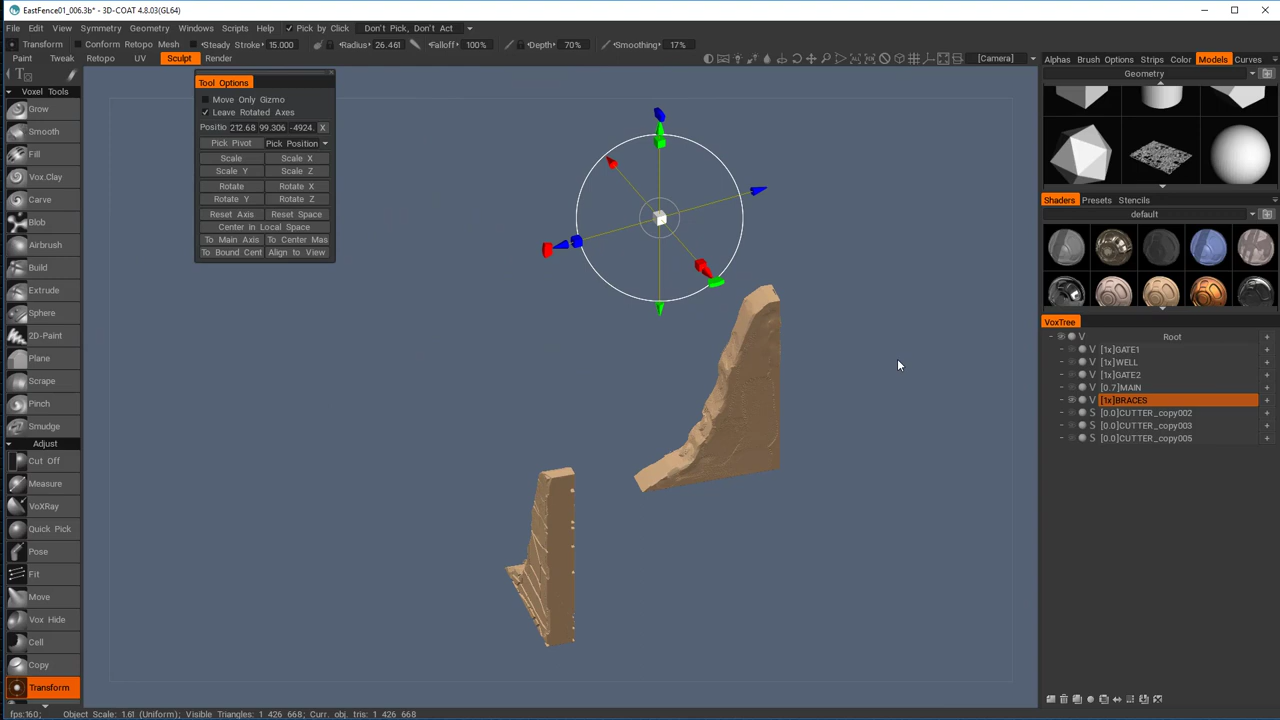 EastFence01_006.3b* - 3D-COAT 4.8.03(GL64)
File Edit View Symmetry Geometry Windows Scripts Help Pick by Click Don't Pick, Don't Act
Transform Conform Retopo Mesh Steady Stroke 15.000 Radius 26.461 Falloff 100% Depth 70% Smoothing 17%
Paint Tweak Retopo UV Sculpt Render [Camera] Alphas Brush Options Strips Color Models Curves
Geometry
Tool Options
Voxel Tools
Move Only Gizmo
Grow
Leave Rotated Axes
Positio 212.68 99.306 -4924. X
Smooth
Pick Pivot Pick Position
Fill
Scale Scale X
Scale Y Scale Z
Vox.Clay
Rotate Rotate X
Rotate Y Rotate Z
Carve
Shaders Presets Stencils
Reset Axis Reset Space
default
Blob
Center in Local Space
To Main Axis To Center Mas
Airbrush
To Bound Cent Align to View
Build
Extrude
Sphere
VoxTree
2D-Paint
Root
[1x]GATE1
Plane
[1x]WELL
[1x]GATE2
Scrape
[0.7]MAIN
[1x]BRACES
Pinch
[0.0]CUTTER_copy002
Smudge
[0.0]CUTTER_copy003
[0.0]CUTTER_copy005
Adjust
Cut Off
Measure
VoXRay
Quick Pick
Pose
Fit
Move
Vox Hide
Cell
Copy
Transform
fps:160; Object Scale: 1.61 (Uniform); Visible Triangles: 1 426 668; Curr. obj. tris: 1 426 668;